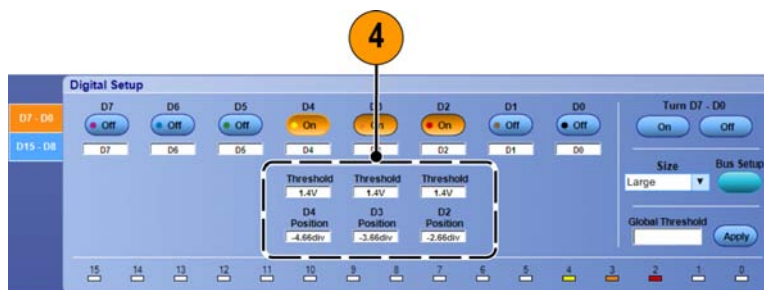 4
Digital Setup
D7 - D0
D15 - D8
D7 D6 D5 D4 D3 D2 D1 D0
Off Off Off On On On Off Off
D7 D6 D5 D4 D2 D1 D0
Threshold Threshold Threshold
1.4V 1.4V 1.4V
D4 D3 D2
Position Position Position
-4.66div -3.66div -2.66div
Turn D7 - D0
On Off
Size Bus Setup
Large
Global Threshold
Apply
15 14 13 12 11 10 9 8 7 6 5 4 3 2 1 0